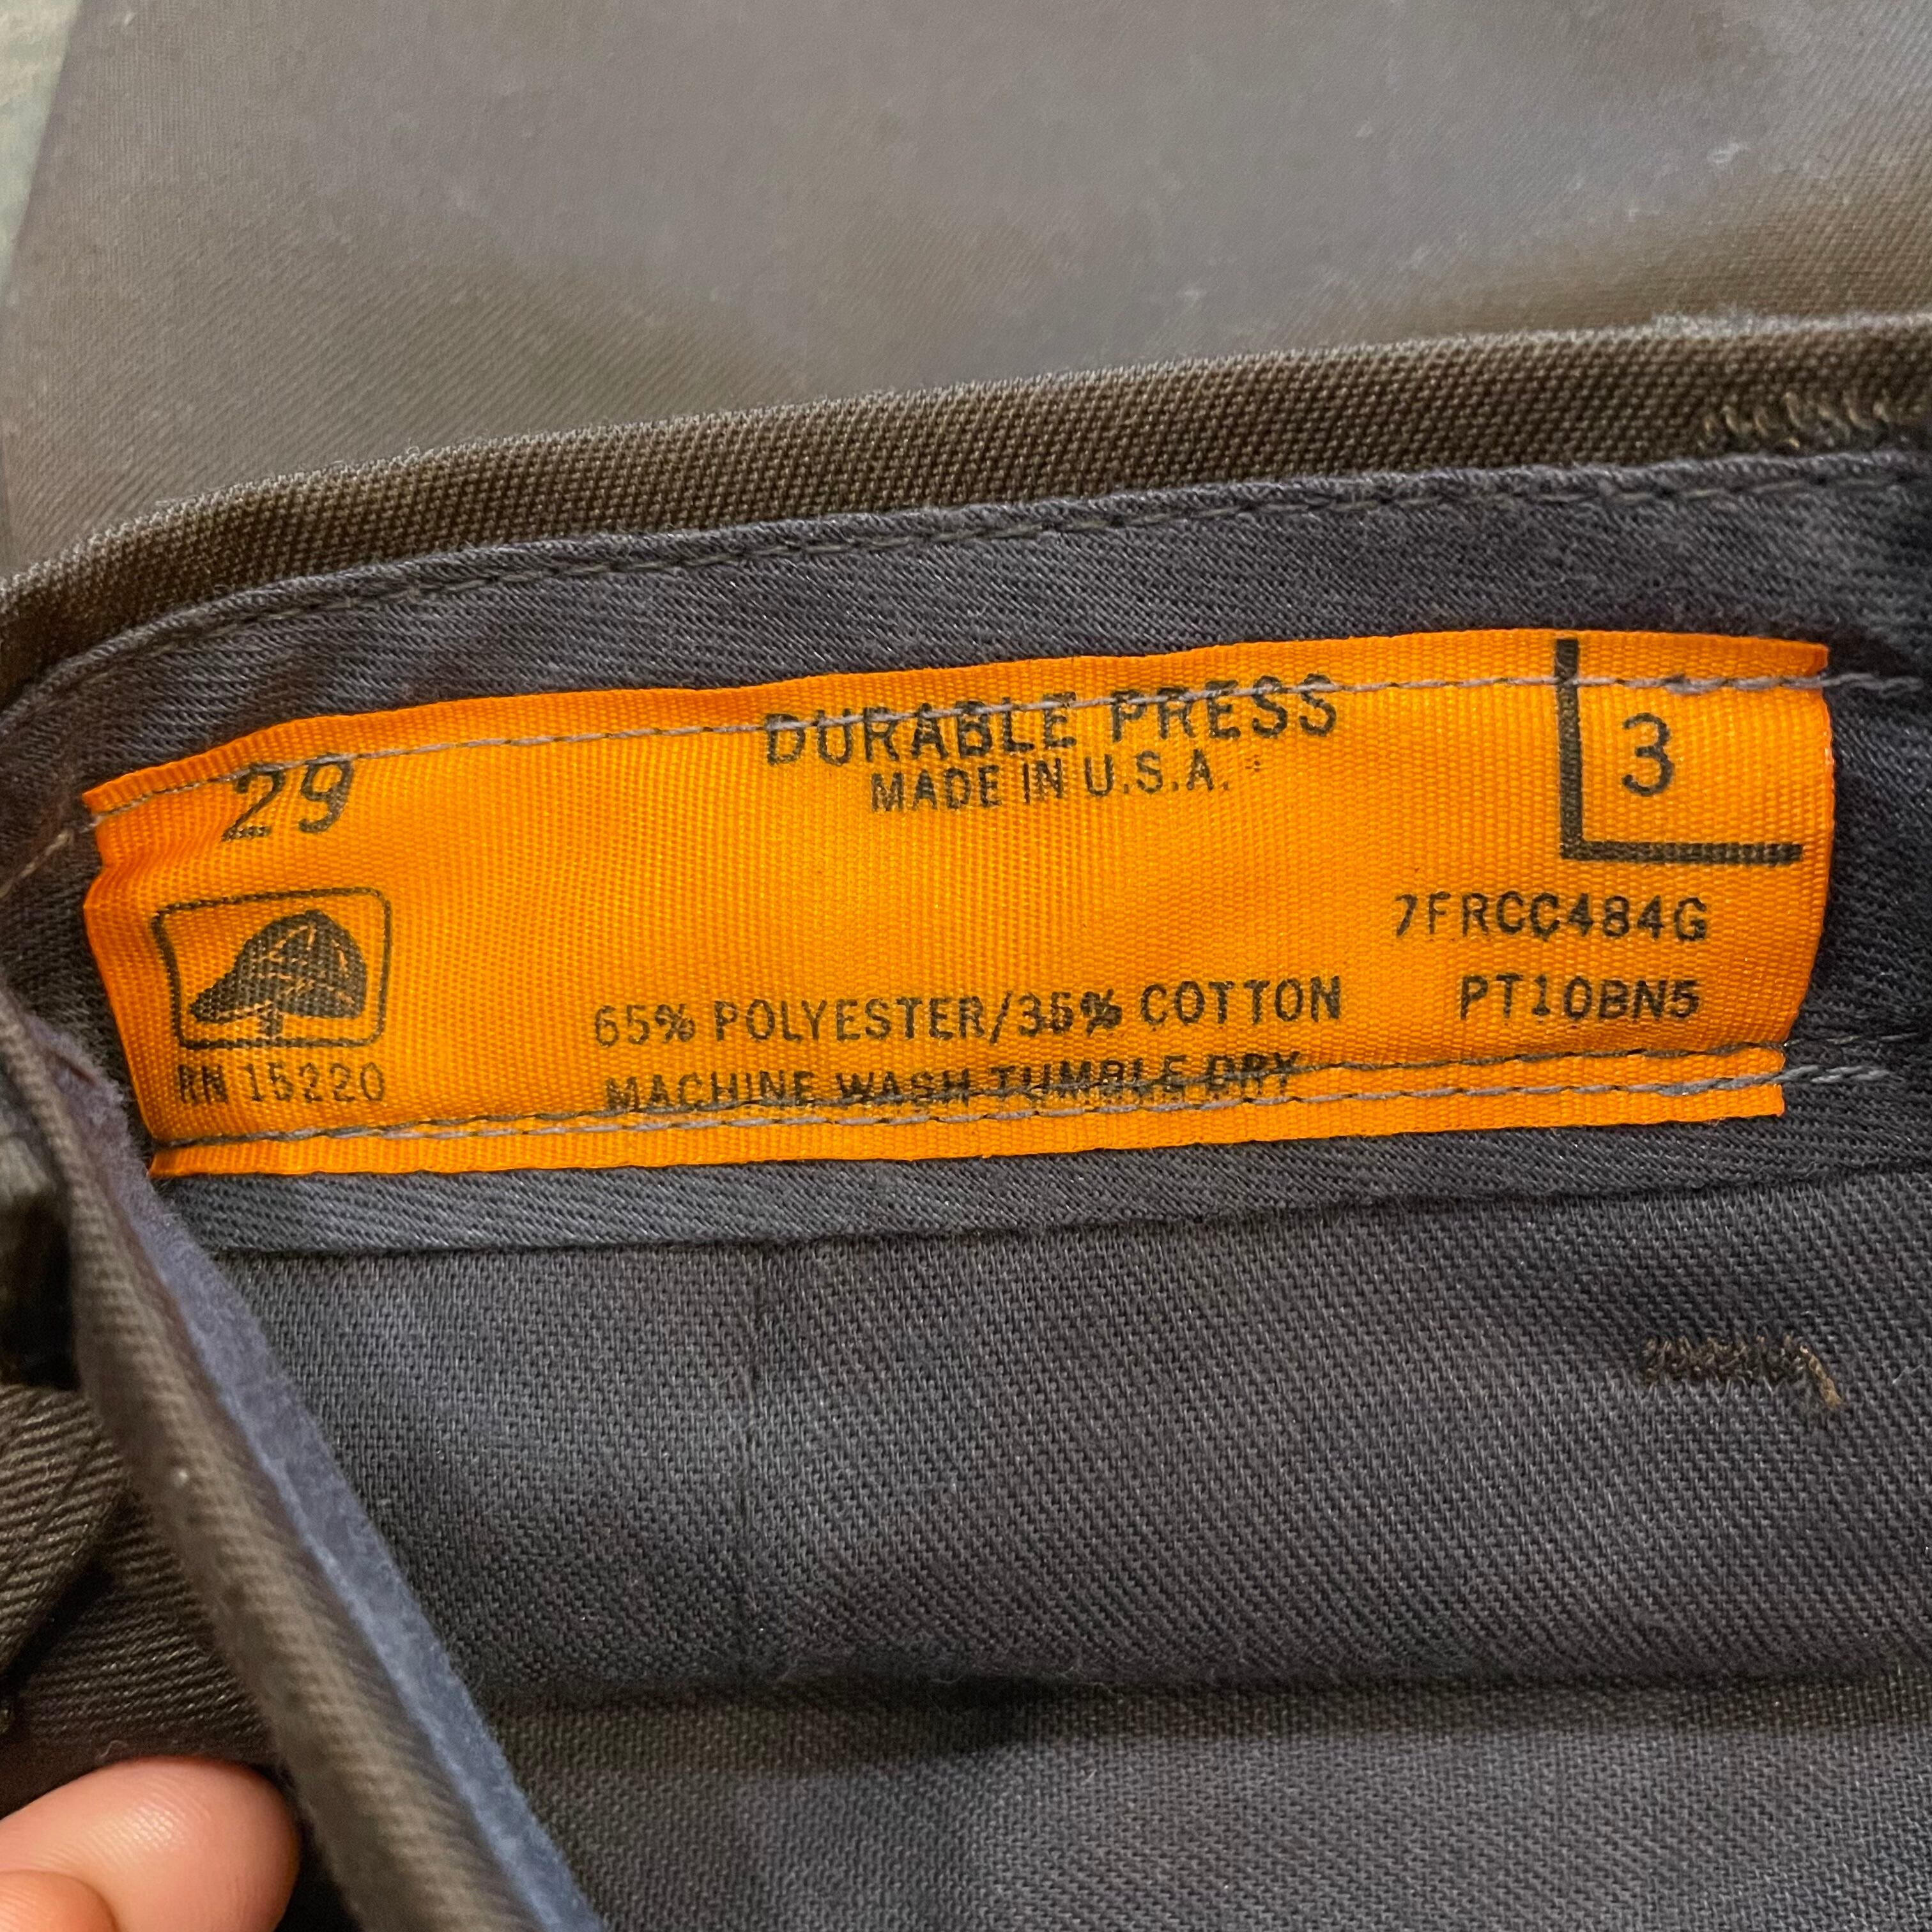 DURABLE PRESS
MADE IN U.S.A.
29
3
7FRCC484G
PT10BN5
65% POLYESTER/35% COTTON
MACHINE WASH TUMBLE DRY
RN 15220